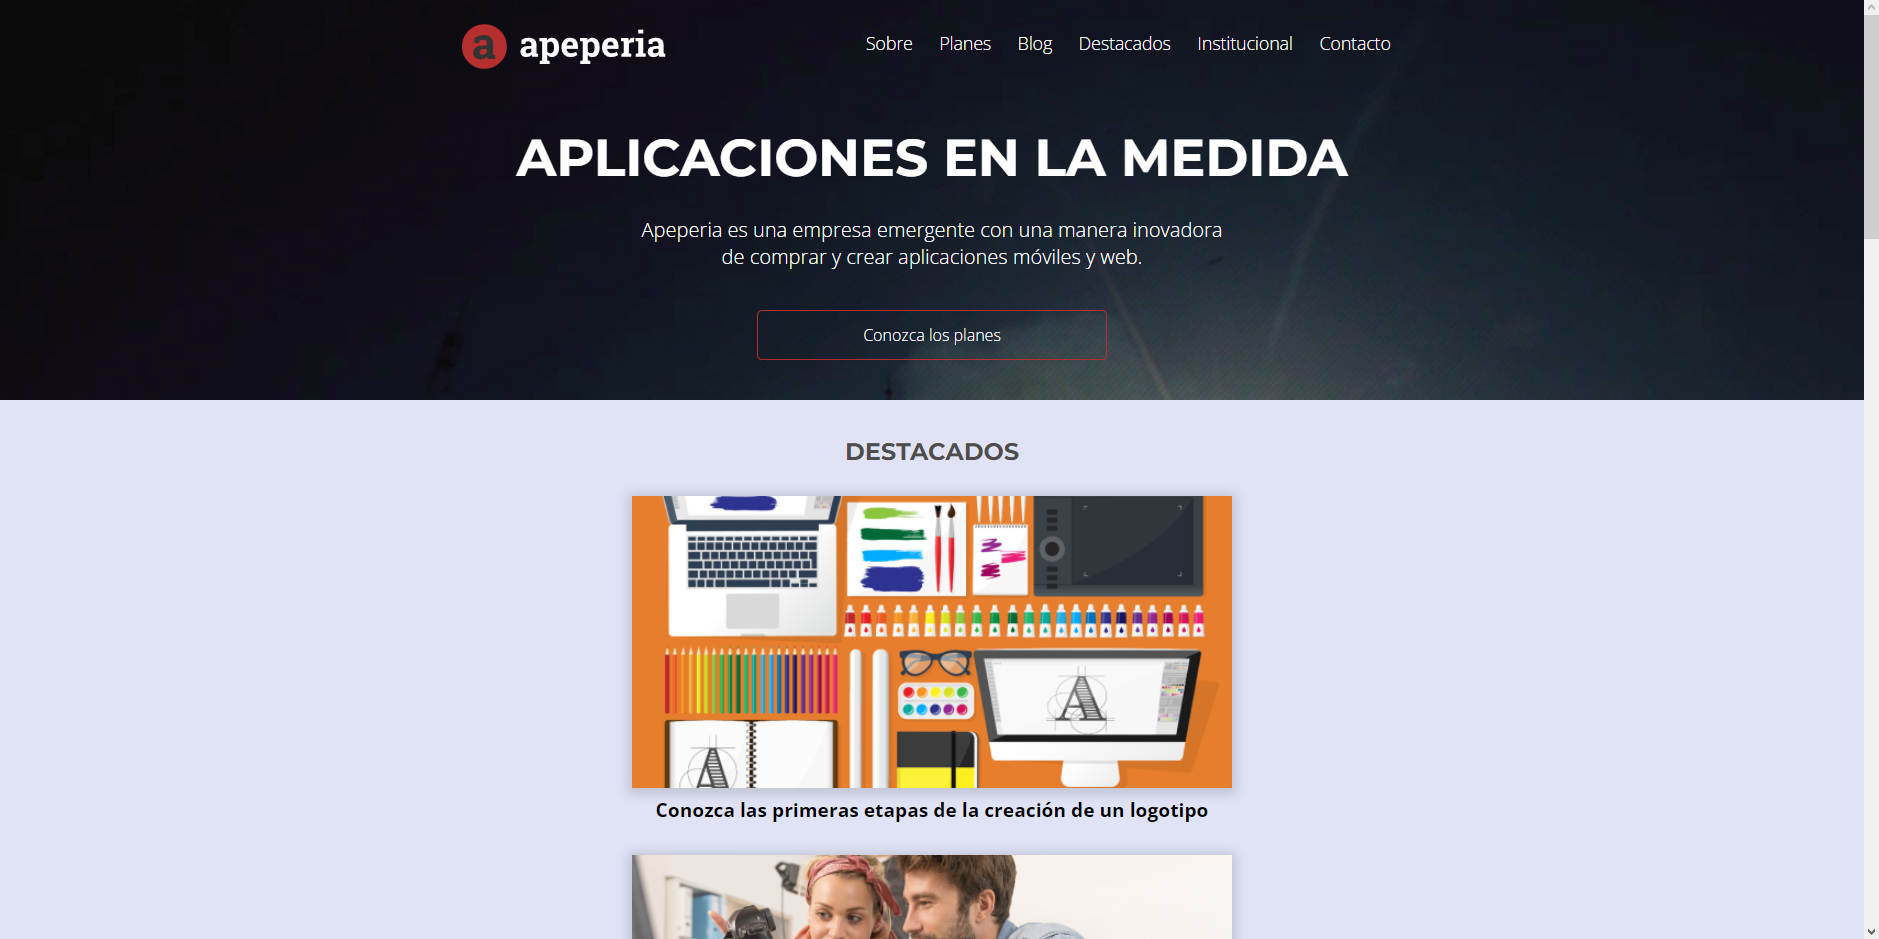 a apeperia
Sobre Planes Blog Destacados Institucional Contacto
APLICACIONES EN LA MEDIDA
Apeperia es una empresa emergente con una manera inovadora
de comprar y crear aplicaciones móviles y web.
Conozca los planes
DESTACADOS
A
A
Conozca las primeras etapas de la creación de un logotipo